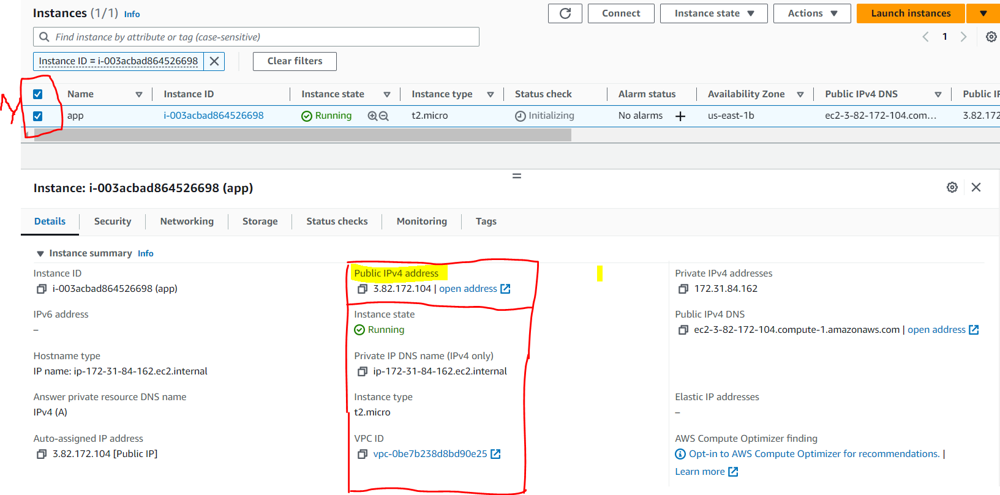 Instances (1/1) Info
Connect Instance state Actions Launch instances
Find instance by attribute or tag (case-sensitive)
1
Instance ID = i-003acbad864526698 Clear filters
Name Instance ID Instance state Instance type Status check Alarm status Availability Zone Public IPv4 DNS Public IP
app i-003acbad864526698 Running t2.micro Initializing No alarms us-east-1b ec2-3-82-172-104.com... 3.82.172
Instance: i-003acbad864526698 (app)
Details Security Networking Storage Status checks Monitoring Tags
Instance summary Info
Instance ID
i-003acbad864526698 (app)
Public IPv4 address
3.82.172.104 | open address
Private IPv4 addresses
172.31.84.162
IPv6 address
–
Instance state
Running
Public IPv4 DNS
ec2-3-82-172-104.compute-1.amazonaws.com | open address
Hostname type
IP name: ip-172-31-84-162.ec2.internal
Private IP DNS name (IPv4 only)
ip-172-31-84-162.ec2.internal
Answer private resource DNS name
IPv4 (A)
Instance type
t2.micro
Elastic IP addresses
–
Auto-assigned IP address
3.82.172.104 [Public IP]
VPC ID
vpc-0be7b238d8bd90e25
AWS Compute Optimizer finding
Opt-in to AWS Compute Optimizer for recommendations. |
Learn more